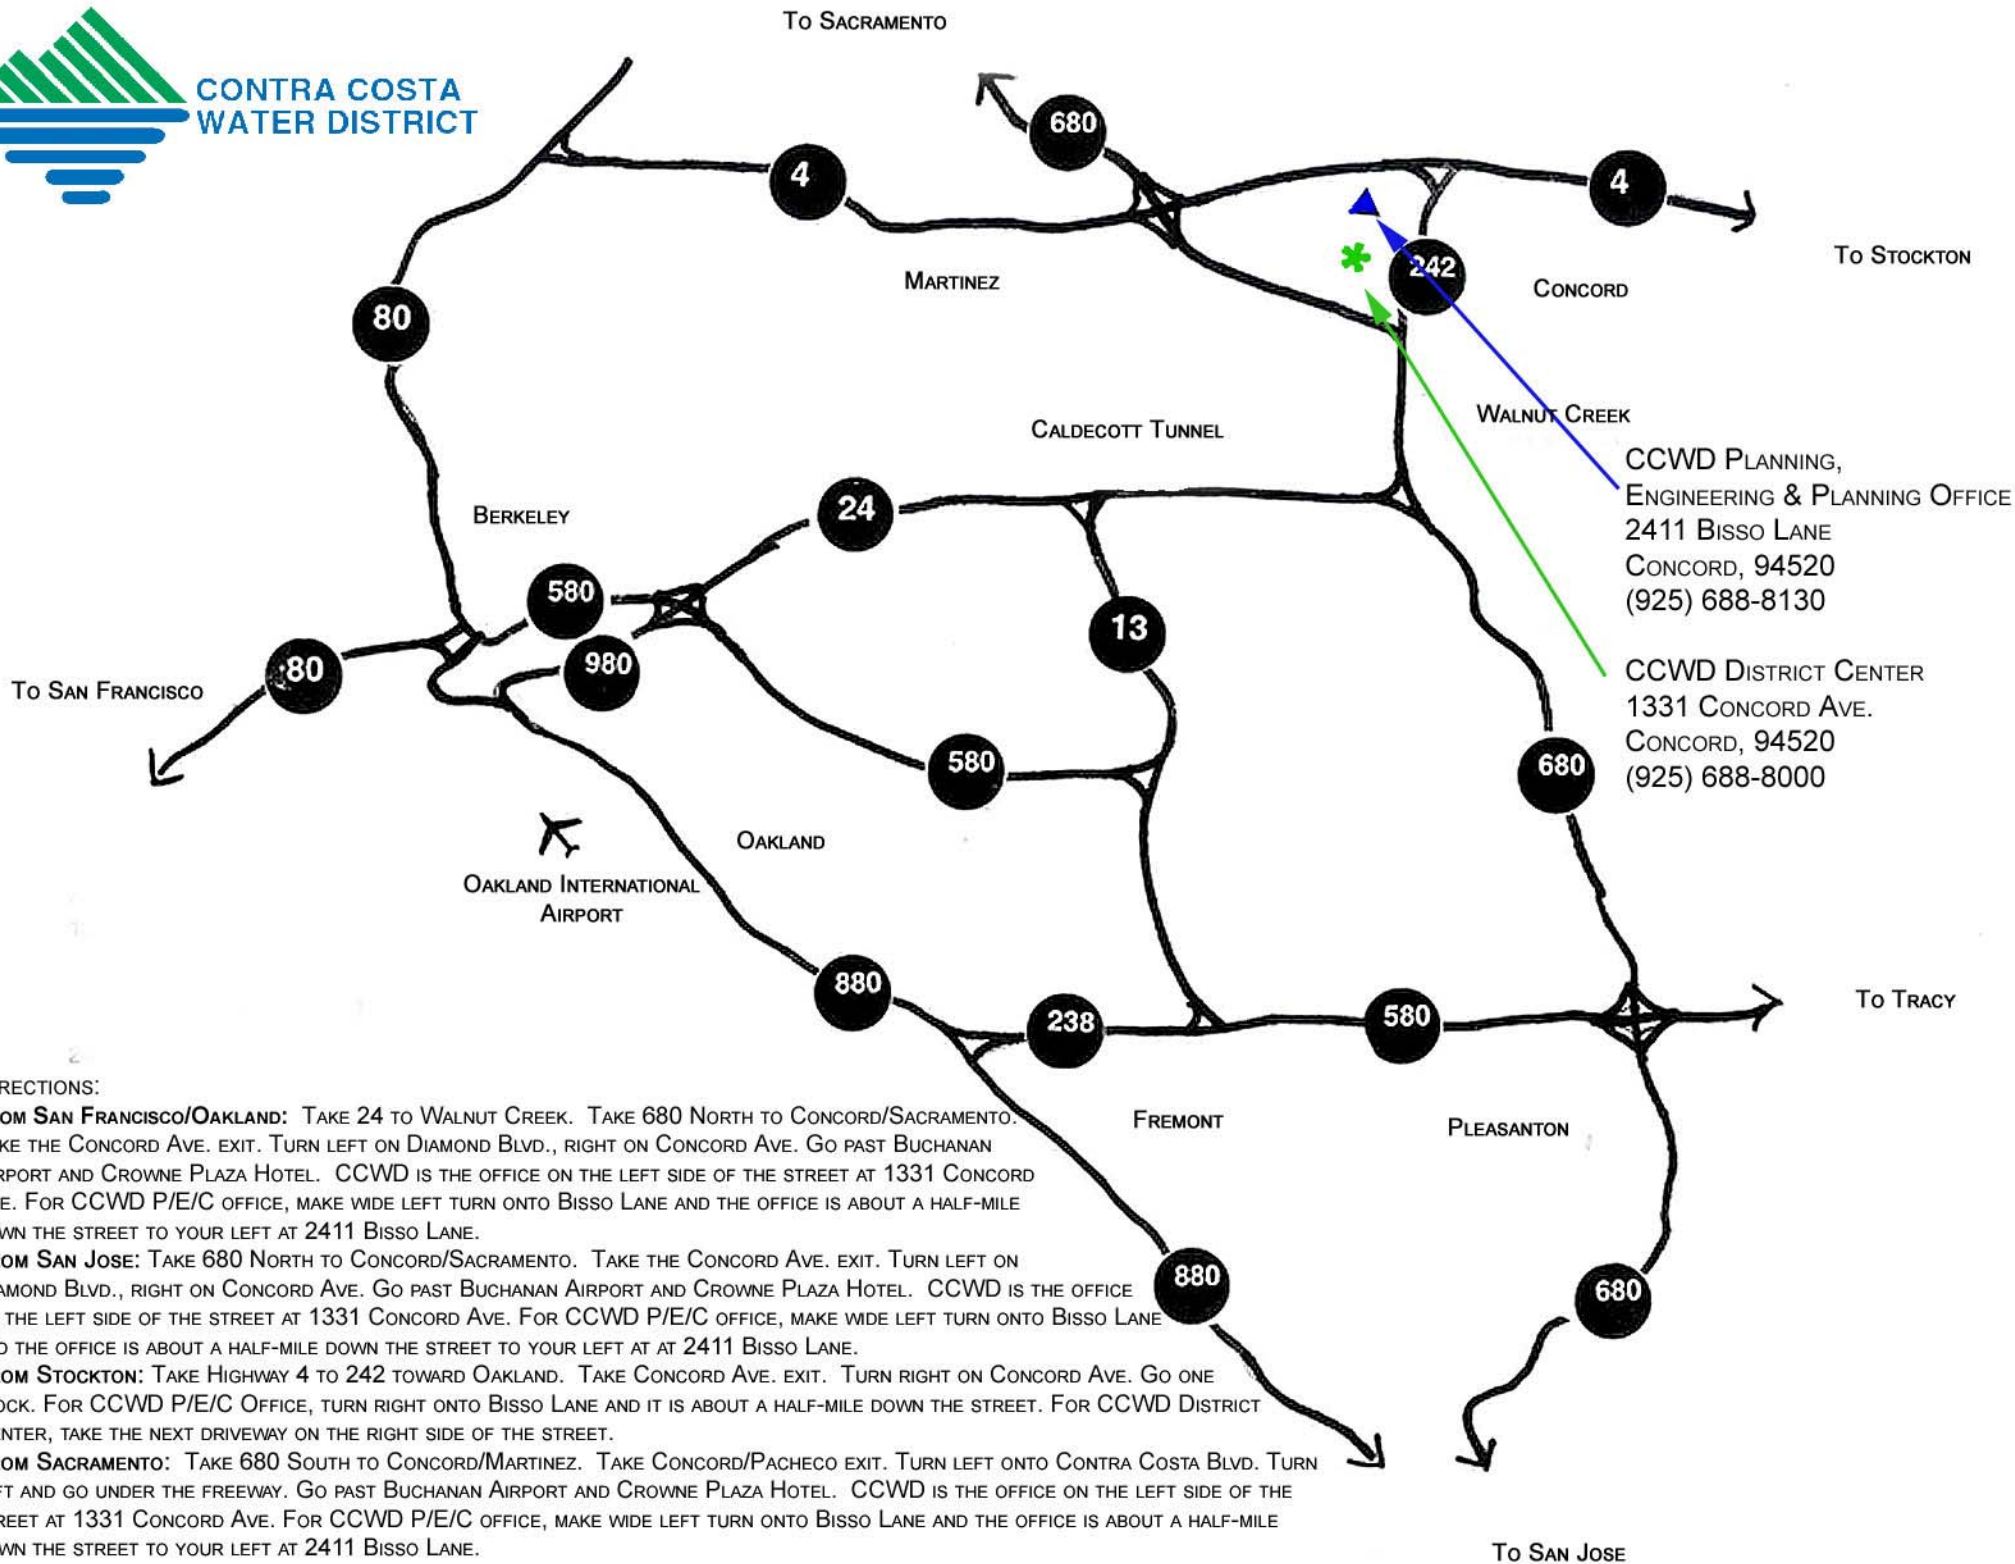 To Sacramento
CONTRA COSTA
WATER DISTRICT
680
4
4
242
To Stockton
Martinez
Concord
80
Walnut Creek
Caldecott Tunnel
CCWD Planning,
Engineering & Planning Office
2411 Bisso Lane
Concord, 94520
(925) 688-8130
24
Berkeley
580
13
980
80
To San Francisco
CCWD District Center
1331 Concord Ave.
Concord, 94520
(925) 688-8000
580
680
Oakland
Oakland International
Airport
880
238
580
To Tracy
Fremont
Pleasanton
880
680
To San Jose
RECTIONS:
OM San Francisco/Oakland: Take 24 to Walnut Creek. Take 680 North to Concord/Sacramento.
KE the Concord Ave. exit. Turn left on Diamond Blvd., right on Concord Ave. Go past Buchanan
RPORT and Crowne Plaza Hotel. CCWD is the office on the left side of the street at 1331 Concord
E. For CCWD P/E/C office, make wide left turn onto Bisso Lane and the office is about a half-mile
WN the street to your left at 2411 Bisso Lane.
OM San Jose: Take 680 North to Concord/Sacramento. Take the Concord Ave. exit. Turn left on
AMOND Blvd., right on Concord Ave. Go past Buchanan Airport and Crowne Plaza Hotel. CCWD is the office
the left side of the street at 1331 Concord Ave. For CCWD P/E/C office, make wide left turn onto Bisso Lane
D the office is about a half-mile down the street to your left at at 2411 Bisso Lane.
OM Stockton: Take Highway 4 to 242 toward Oakland. Take Concord Ave. exit. Turn right on Concord Ave. Go one
OCK. For CCWD P/E/C Office, turn right onto Bisso Lane and it is about a half-mile down the street. For CCWD District
NTER, take the next driveway on the right side of the street.
OM Sacramento: Take 680 South to Concord/Martinez. Take Concord/Pacheco exit. Turn left onto Contra Costa Blvd. Turn
FT and go under the freeway. Go past Buchanan Airport and Crowne Plaza Hotel. CCWD is the office on the left side of the
REET at 1331 Concord Ave. For CCWD P/E/C office, make wide left turn onto Bisso Lane and the office is about a half-mile
WN the street to your left at 2411 Bisso Lane.